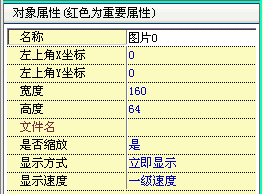 对象属性(红色为重要属性)
名称 图片0
左上角X坐标 0
左上角Y坐标 0
宽度 160
高度 64
文件名
是否缩放 是
显示方式 立即显示
显示速度 一级速度